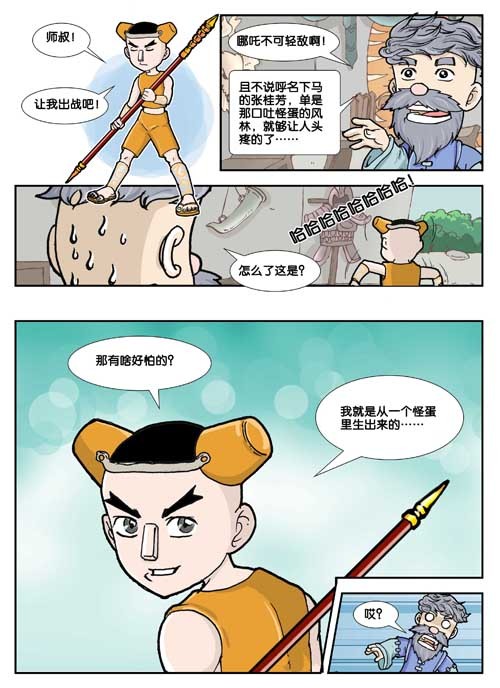 师叔!
让我出战吧!
哪吒不可轻敌啊!
且不说呼名下马
的张桂芳，单是
那口吐怪蛋的风
林，就够让人头
疼的了……
哈哈哈哈哈哈哈哈!
怎么了这是?
那有啥好怕的?
我就是从一个怪蛋
里生出来的……
哎?